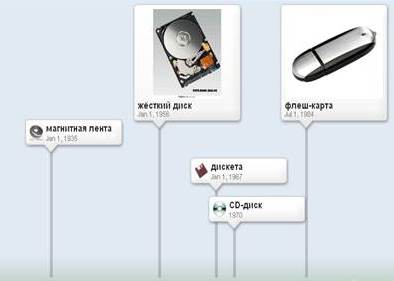 жёсткий диск
Jan 1, 1956
флеш-карта
Jul 1, 1984
магнитная лента
Jan 1, 1935
дискета
Jan 1, 1967
CD-диск
1970